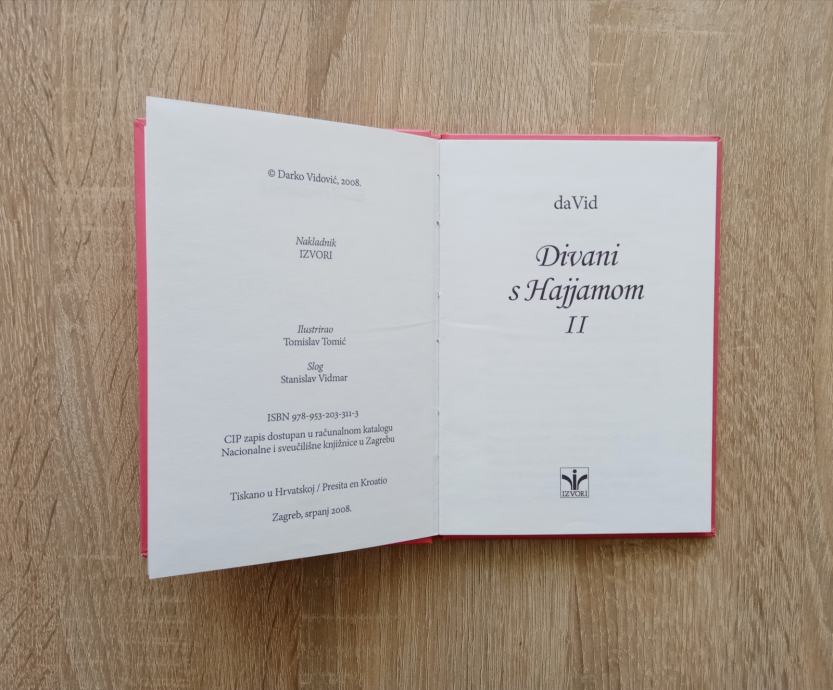 © Darko Vidović, 2008.
Nakladnik
IZVORI
Ilustrirao
Tomislav Tomić
Slog
Stanislav Vidmar
ISBN 978-953-203-311-3
CIP zapis dostupan u računalnom katalogu
Nacionalne i sveučilišne knjižnice u Zagrebu
Tiskano u Hrvatskoj / Presita en Kroatio
Zagreb, srpanj 2008.
daVid
Divani
s Hajjamom
II
IZVORI